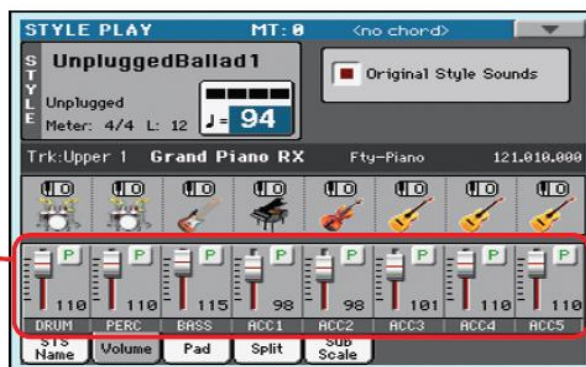 STYLE PLAY MT: 0 <no chord>
STYLE
UnpluggedBallad1
Original Style Sounds
Unplugged
Meter: 4/4 L: 12 ♩= 94
Trk:Upper 1 Grand Piano RX Fty-Piano 121.010.000
P P P P P P P P
110 110 115 98 98 101 110 110
DRUM PERC BASS ACC1 ACC2 ACC3 ACC4 ACC5
STS Name Volume Pad Split Sub Scale